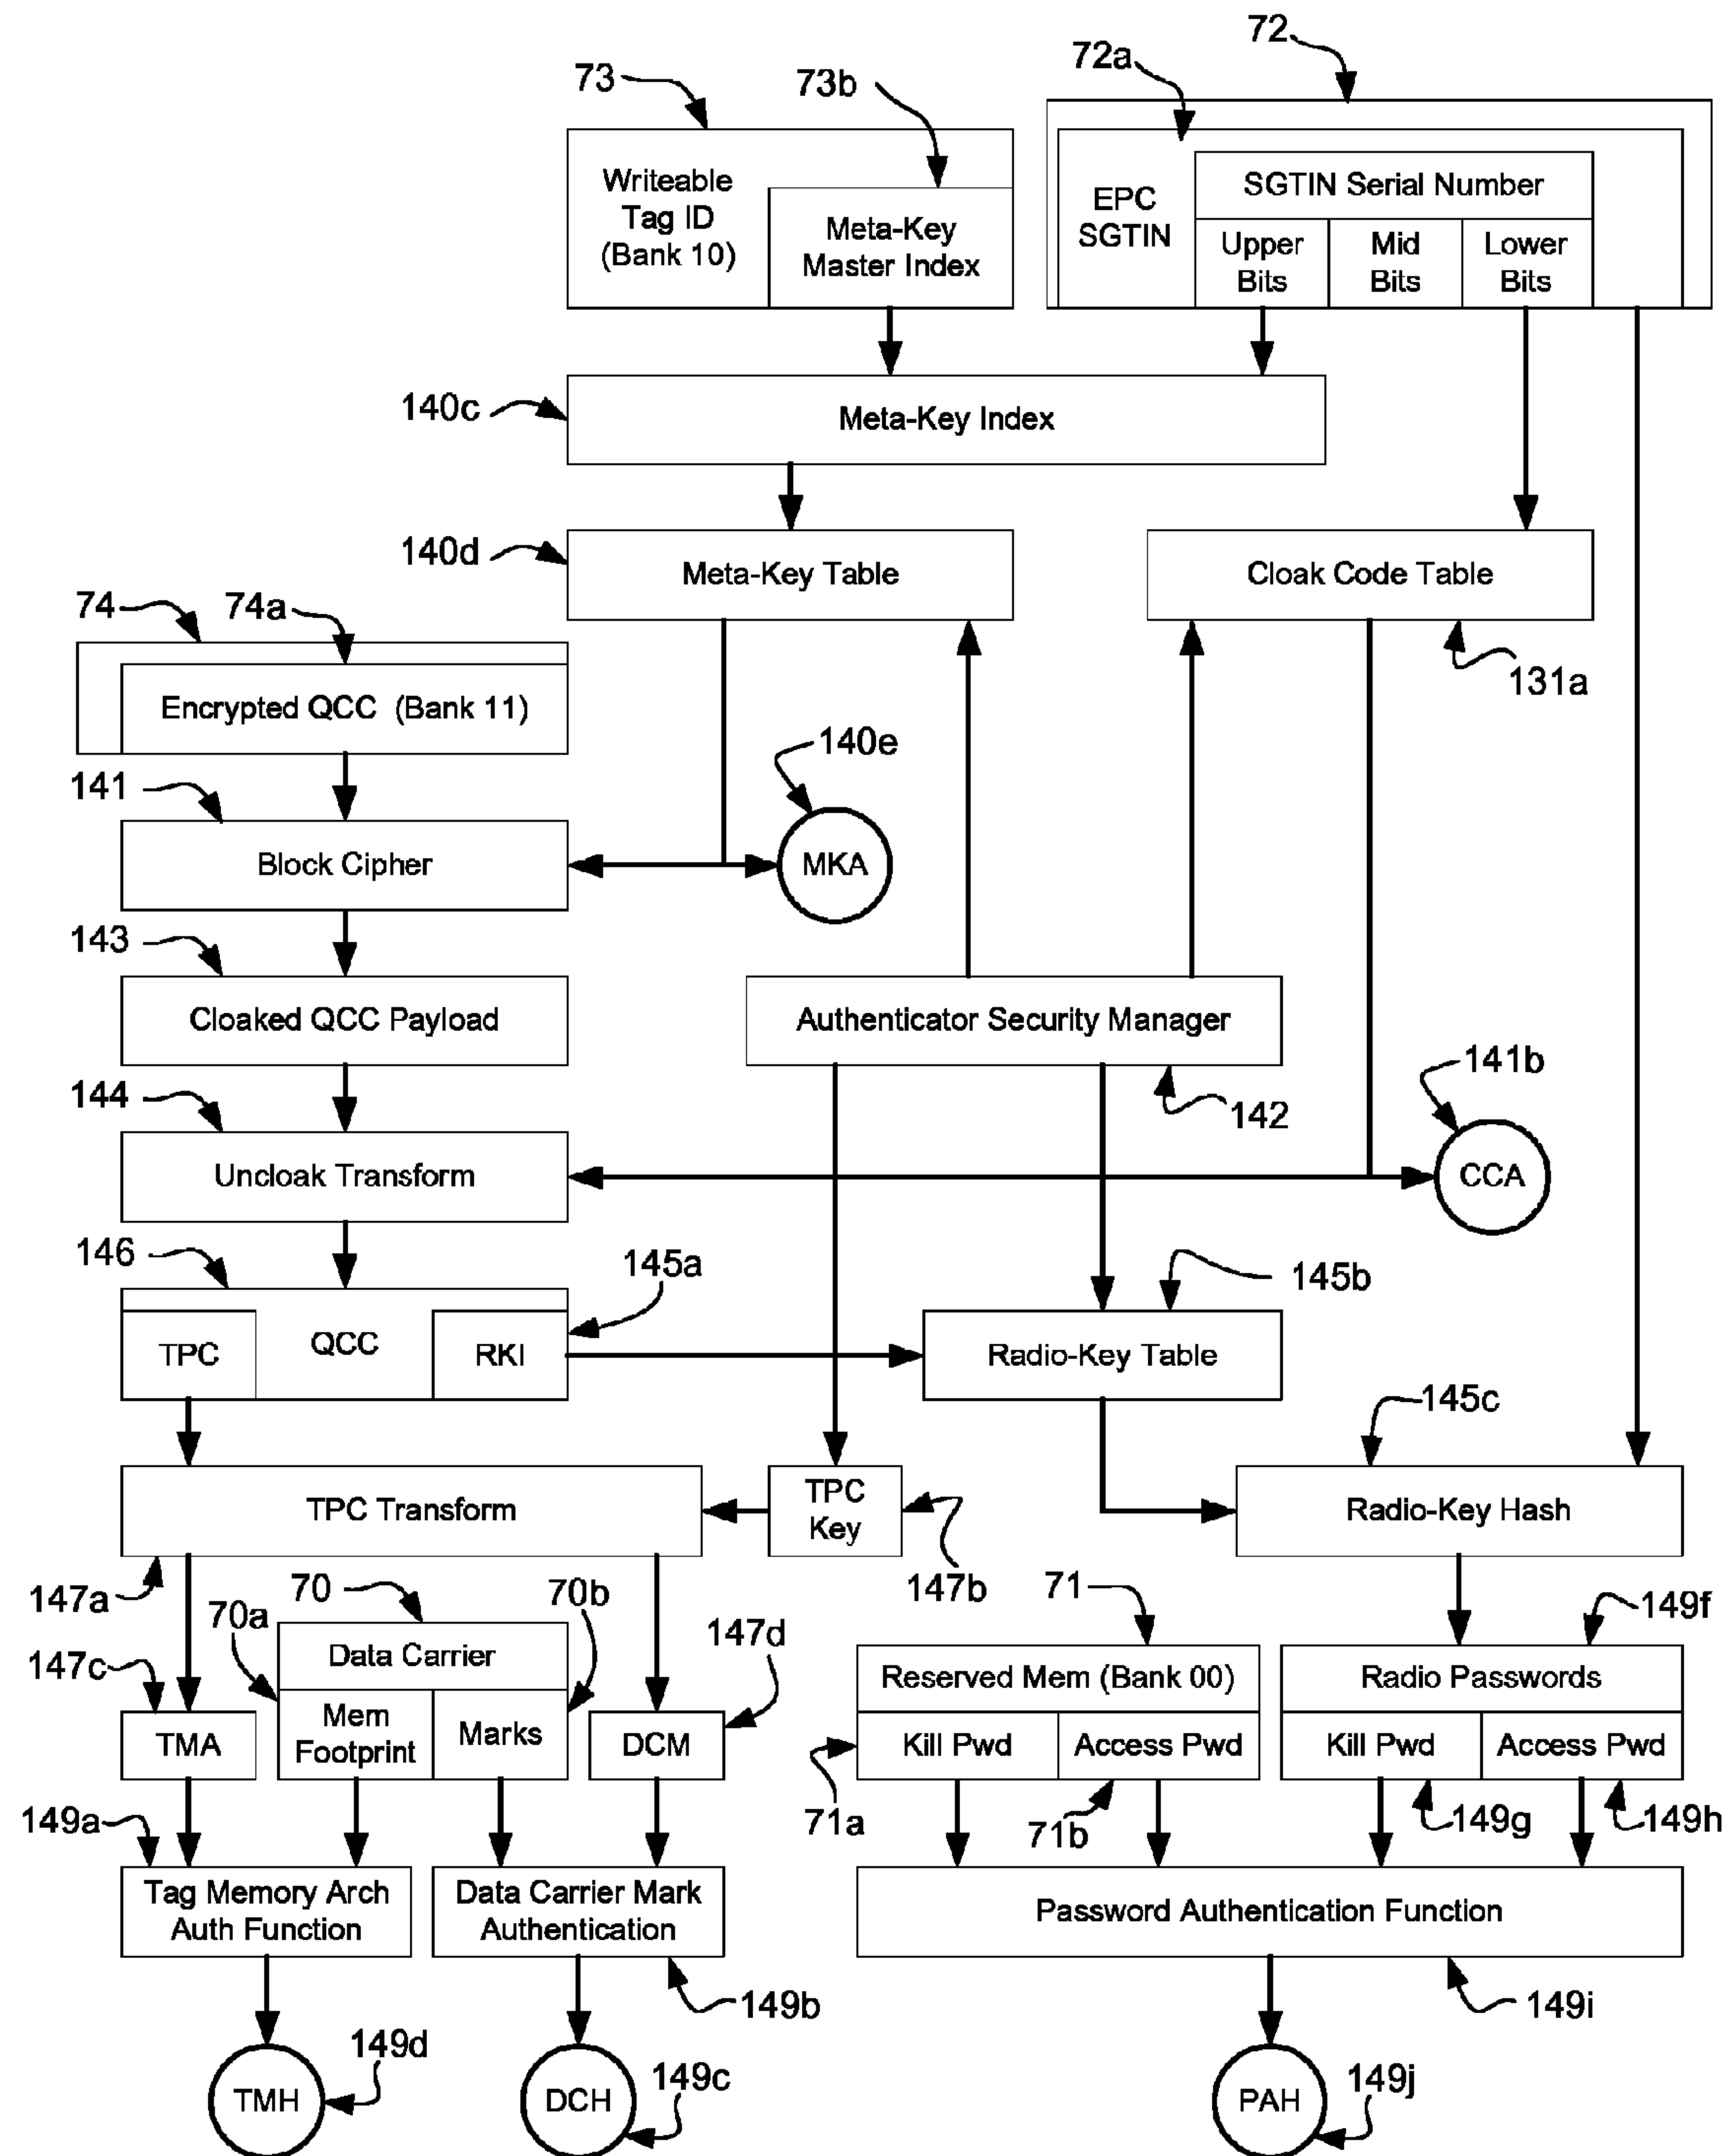 72
72a
73
73b
Writeable
Tag ID
(Bank 10)
Meta-Key
Master Index
EPC
SGTIN
SGTIN Serial Number
Upper
Bits
Mid
Bits
Lower
Bits
140c
Meta-Key Index
140d
Meta-Key Table
Cloak Code Table
131a
74
74a
Encrypted QCC (Bank 11)
140e
141
Block Cipher
MKA
143
Cloaked QCC Payload
Authenticator Security Manager
142
141b
144
Uncloak Transform
CCA
146
145a
145b
TPC
QCC
RKI
Radio-Key Table
145c
TPC Transform
TPC
Key
Radio-Key Hash
147a
147b
70
70a
70b
71
149f
147c
147d
Data Carrier
Mem
Footprint
Marks
TMA
DCM
Reserved Mem (Bank 00)
Kill Pwd
Access Pwd
Radio Passwords
Kill Pwd
Access Pwd
71a
71b
149g
149h
149a
Tag Memory Arch
Auth Function
Data Carrier Mark
Authentication
Password Authentication Function
149b
149i
149d
149c
149j
TMH
DCH
PAH